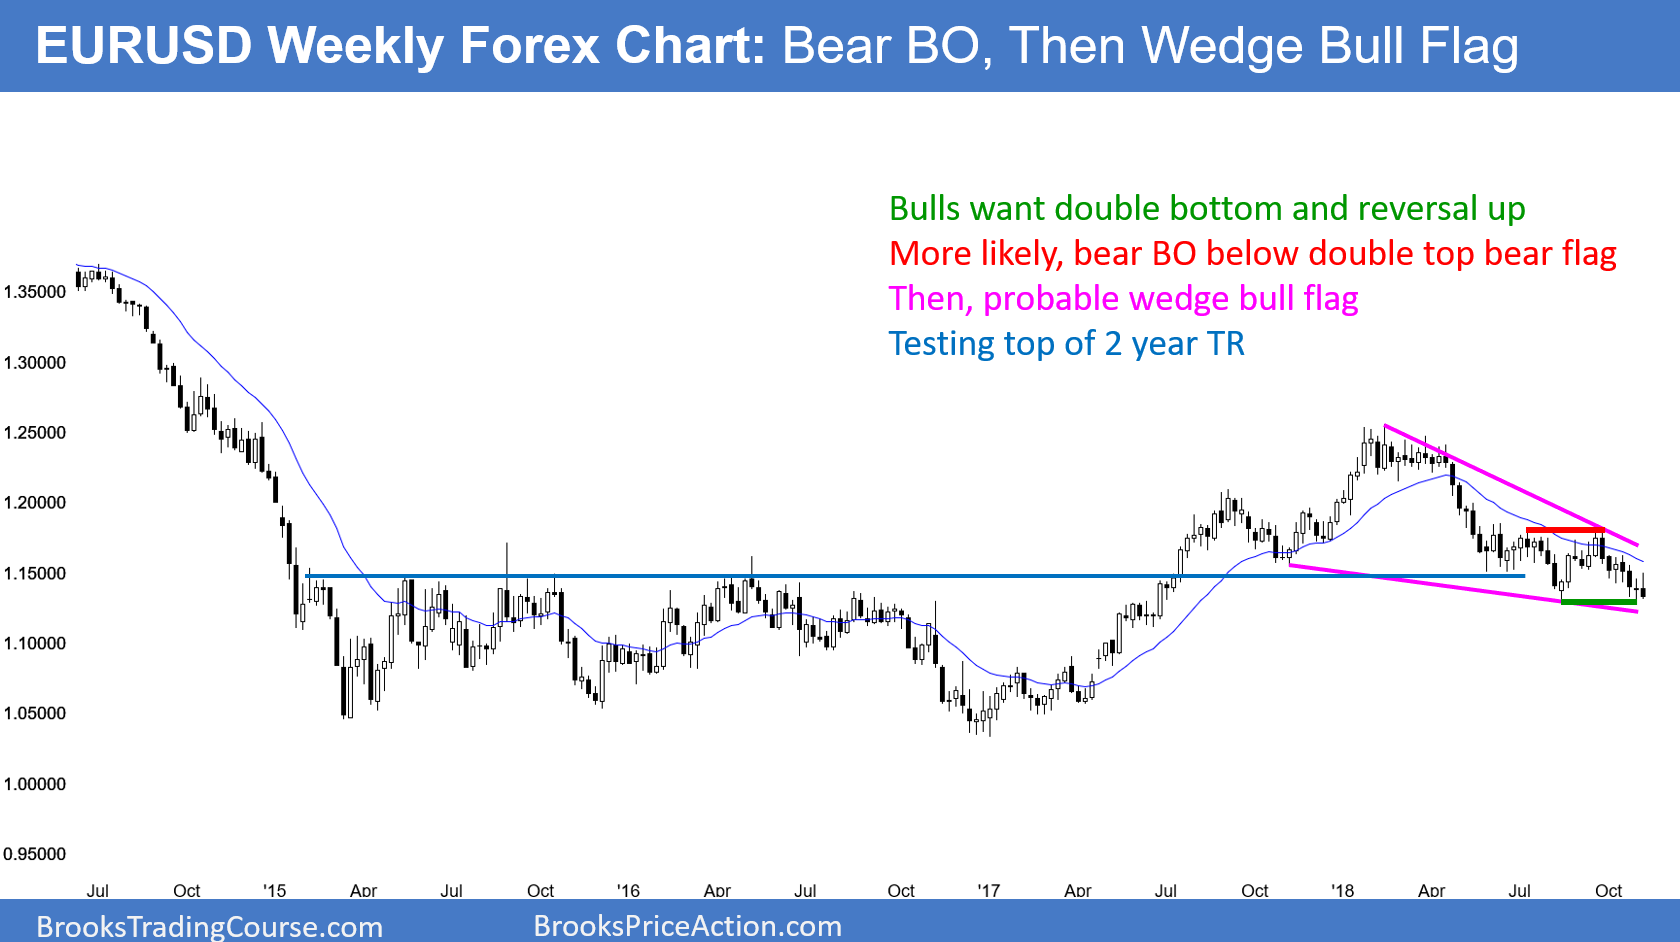 EURUSD Weekly Forex Chart: Bear BO, Then Wedge Bull Flag
Bulls want double bottom and reversal up
More likely, bear BO below double top bear flag
Then, probable wedge bull flag
Testing top of 2 year TR
1.35000
1.30000
1.25000
1.20000
1.15000
1.10000
1.05000
1.00000
0.95000
Jul Oct '15 Apr Jul Oct '16 Apr Jul Oct '17 Apr Jul Oct '18 Apr Jul Oct
BrooksTradingCourse.com BrooksPriceAction.com